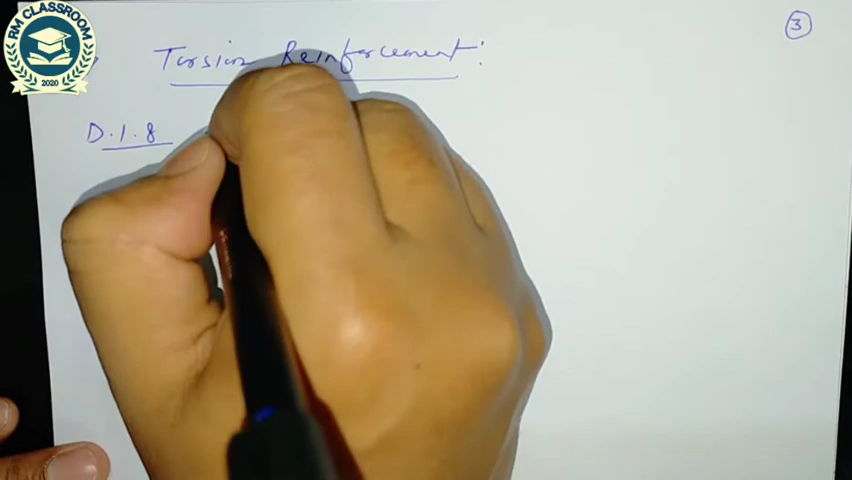 RM CLASSROOM
2020
3
Torsion Reinforcement :
D.1.8